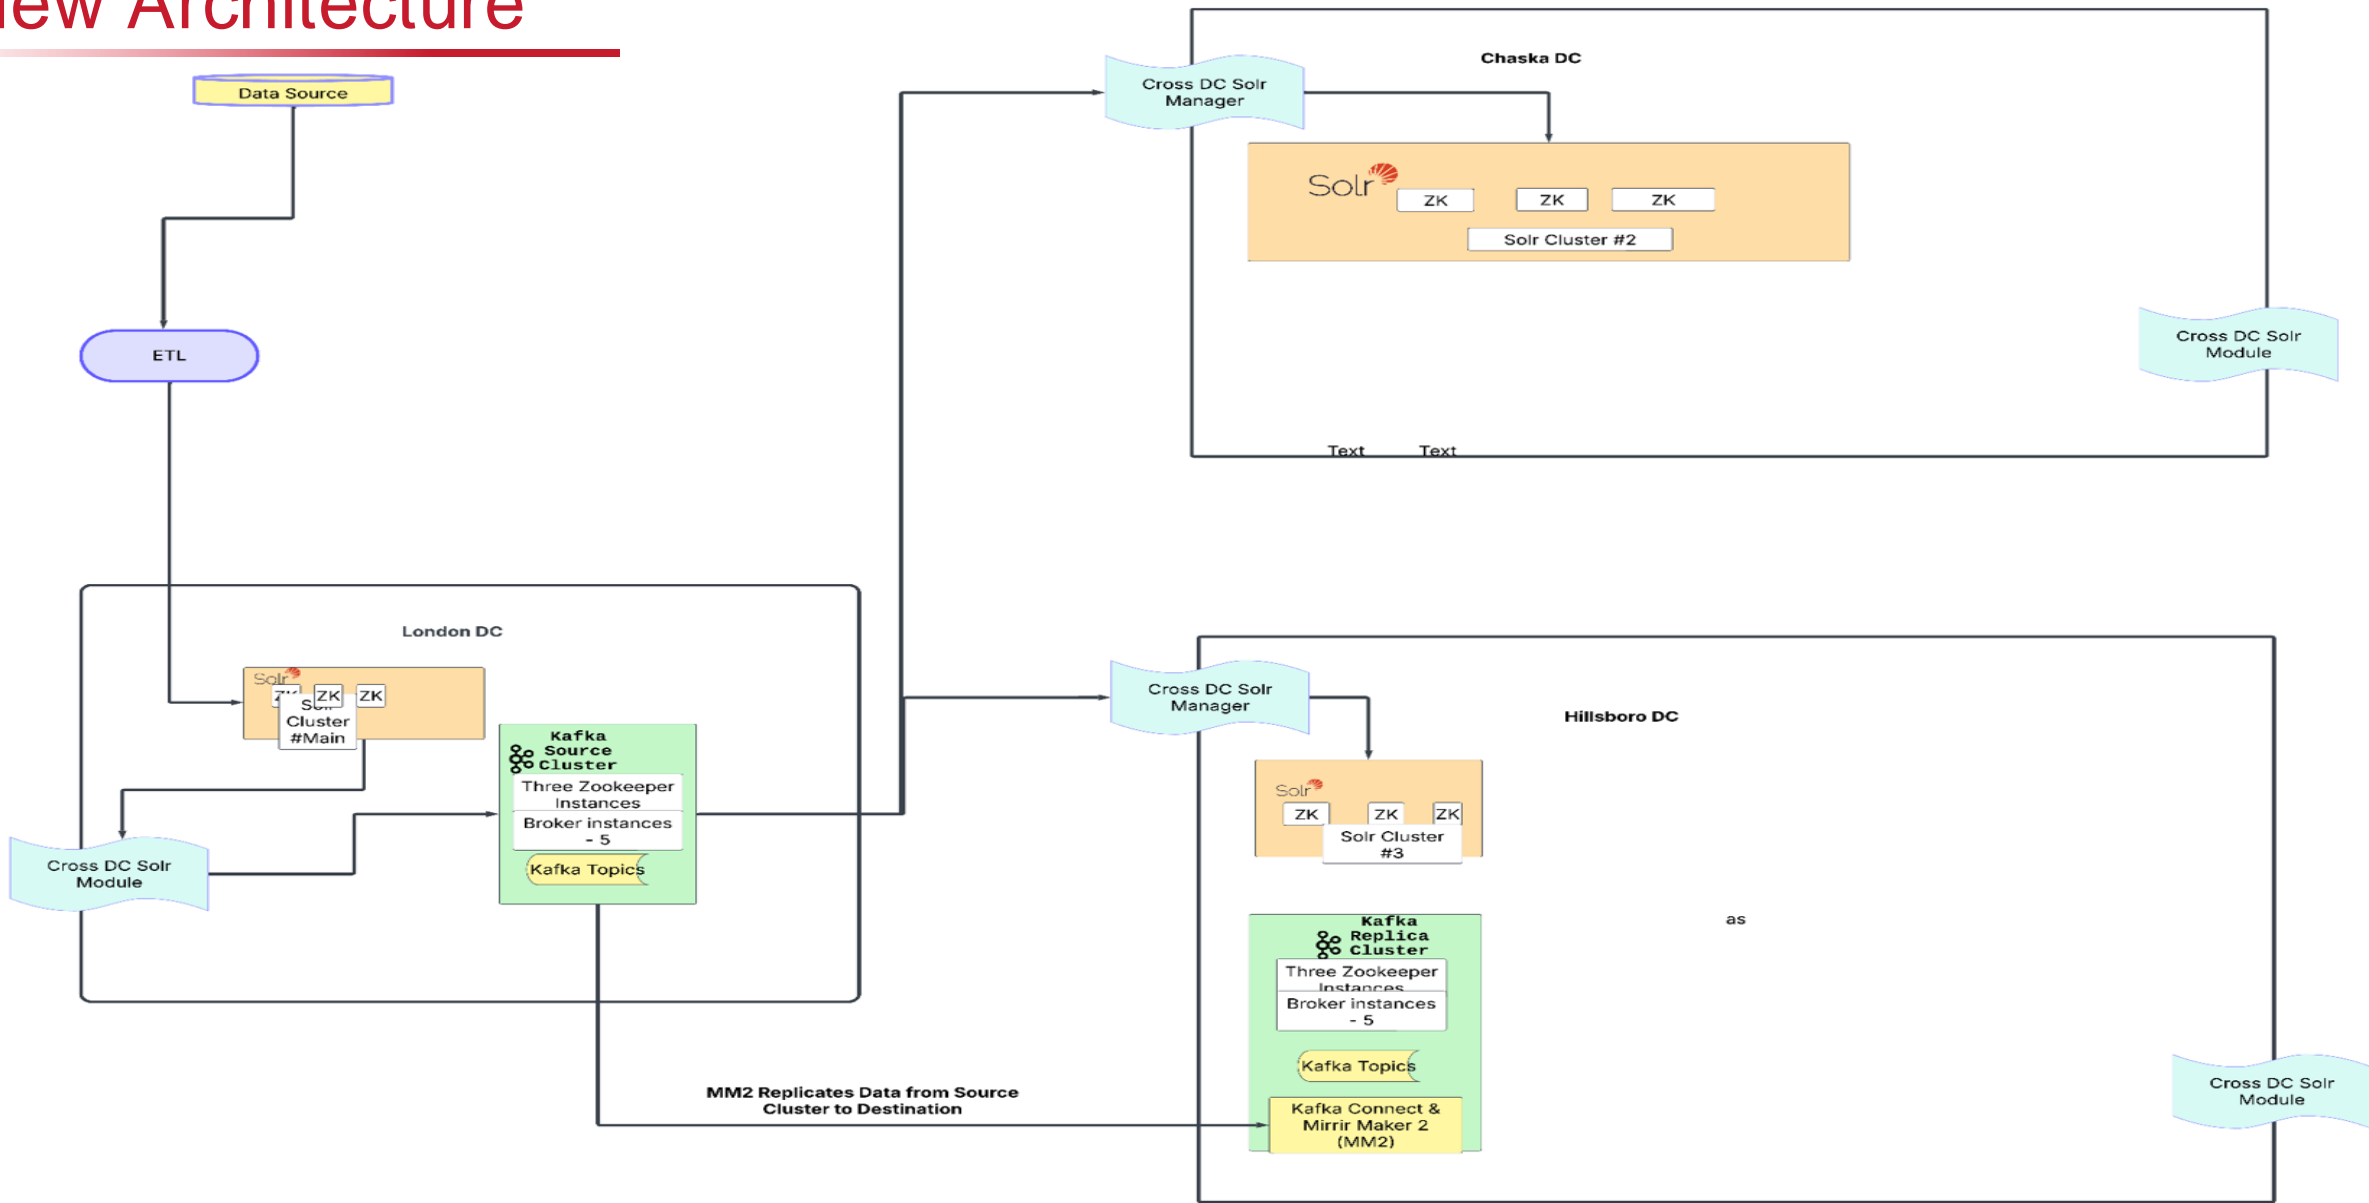 New Architecture
Data Source
ETL
London DC
Solr
ZK
ZK
ZK
Solr
Cluster
#Main
Kafka
Source
Cluster
Three Zookeeper
Instances
Broker instances
- 5
Kafka Topics
Cross DC Solr
Module
MM2 Replicates Data from Source
Cluster to Destination
Chaska DC
Cross DC Solr
Manager
Solr
ZK
ZK
ZK
Solr Cluster #2
Cross DC Solr
Module
Text
Text
Cross DC Solr
Manager
Hillsboro DC
Solr
ZK
ZK
ZK
Solr Cluster
#3
as
Kafka
Replica
Cluster
Three Zookeeper
Instances
Broker instances
- 5
Kafka Topics
Kafka Connect &
Mirrir Maker 2
(MM2)
Cross DC Solr
Module